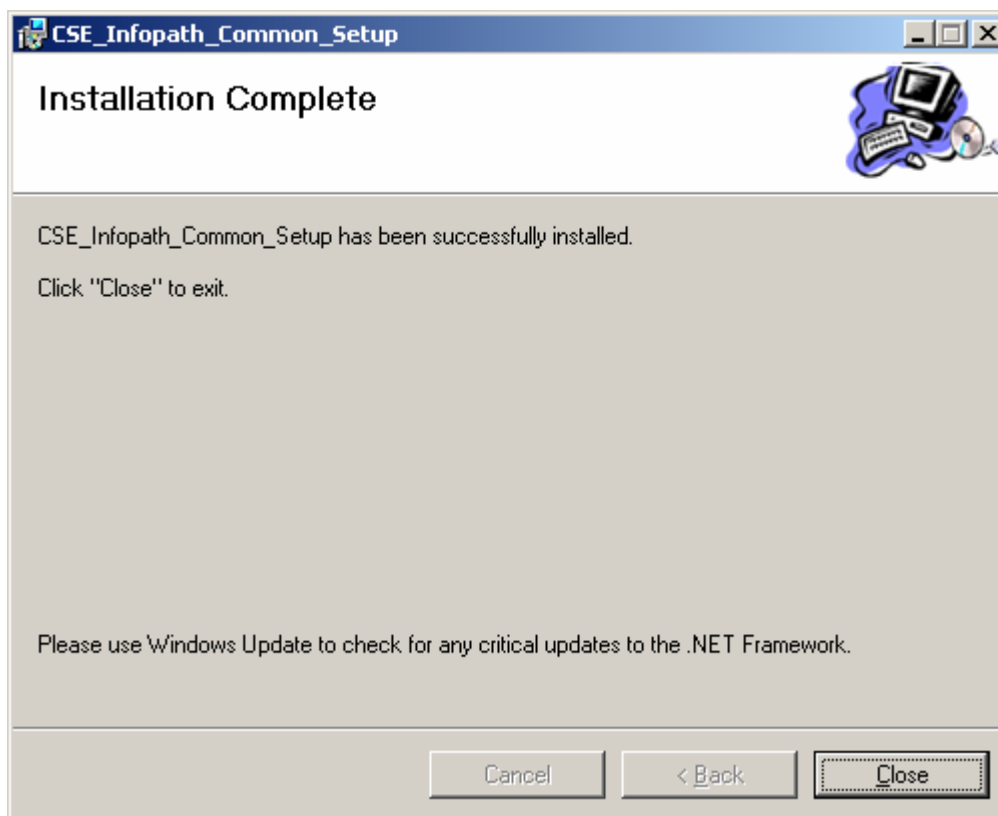 CSE_Infopath_Common_Setup
Installation Complete
CSE_Infopath_Common_Setup has been successfully installed.
Click "Close" to exit.
Please use Windows Update to check for any critical updates to the .NET Framework.
Cancel
< Back
Close